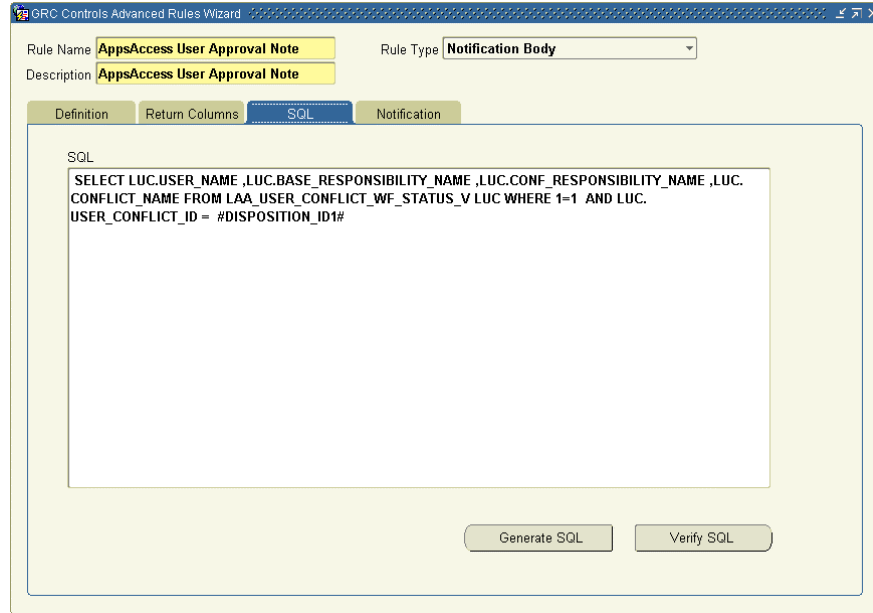 GRC Controls Advanced Rules Wizard
Rule Name AppsAccess User Approval Note Rule Type Notification Body
Description AppsAccess User Approval Note
Definition Return Columns SQL Notification
SQL
SELECT LUC.USER_NAME ,LUC.BASE_RESPONSIBILITY_NAME ,LUC.CONF_RESPONSIBILITY_NAME ,LUC.
CONFLICT_NAME FROM LAA_USER_CONFLICT_WF_STATUS_V LUC WHERE 1=1 AND LUC.
USER_CONFLICT_ID = #DISPOSITION_ID1#
Generate SQL Verify SQL